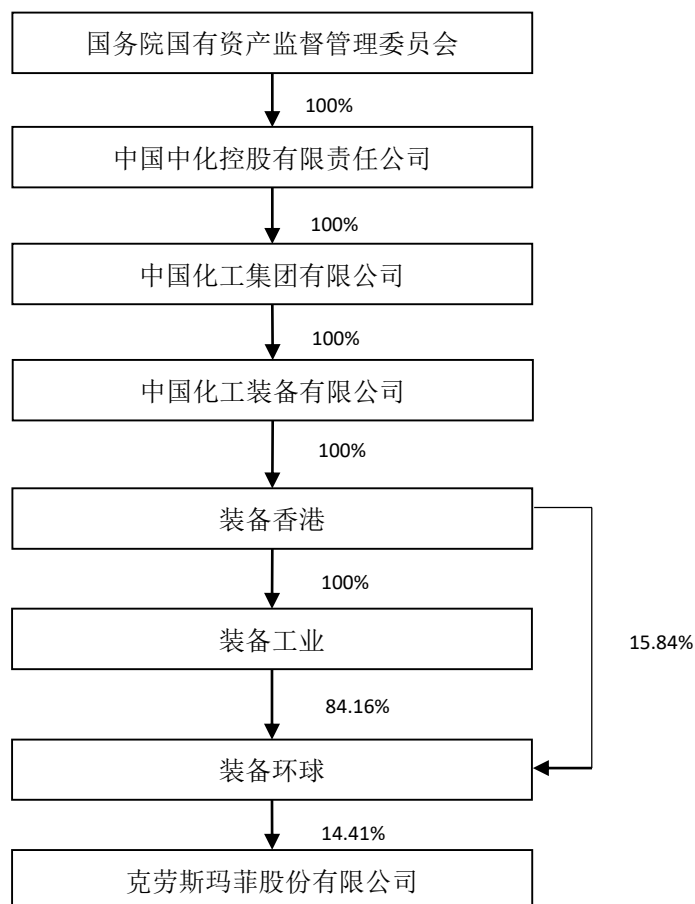 国务院国有资产监督管理委员会
100%
中国中化控股有限责任公司
100%
中国化工集团有限公司
100%
中国化工装备有限公司
100%
装备香港
100%
装备工业
15.84%
84.16%
装备环球
14.41%
克劳斯玛菲股份有限公司